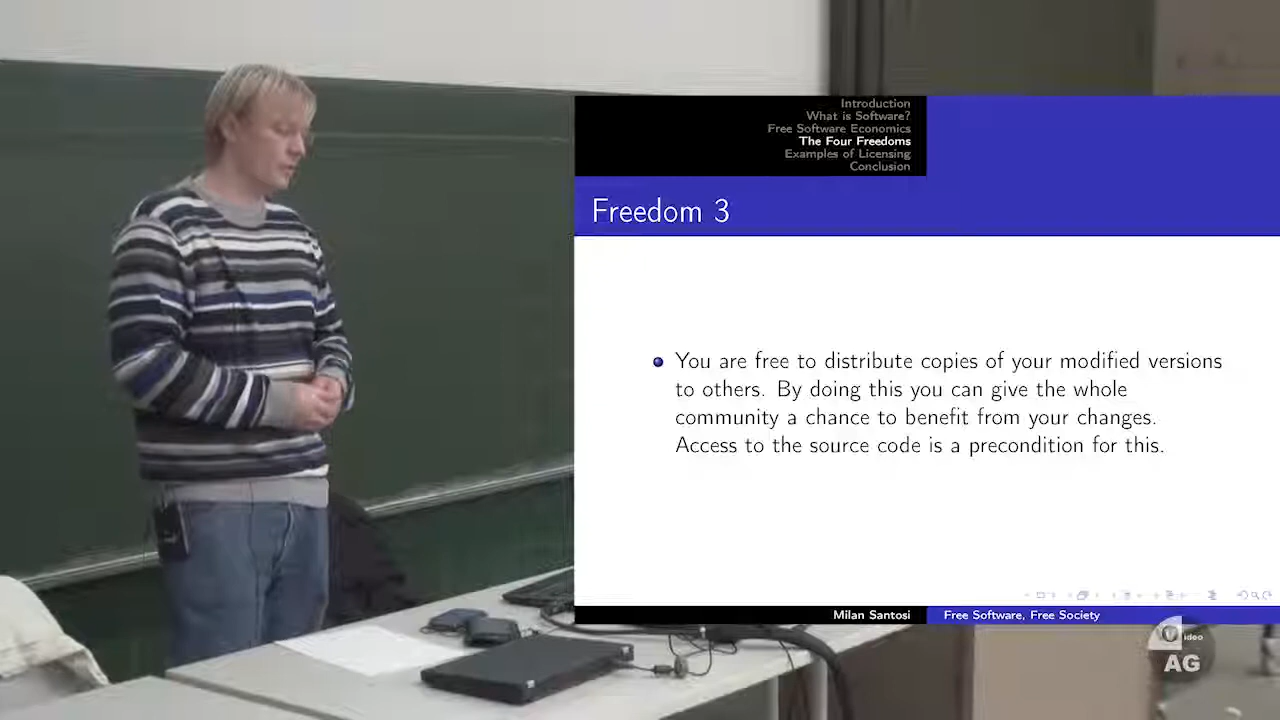 Introduction
What is Software?
Free Software Economics
The Four Freedoms
Examples of Licensing
Conclusion
Freedom 3
You are free to distribute copies of your modified versions
to others. By doing this you can give the whole
community a chance to benefit from your changes.
Access to the source code is a precondition for this.
Milan Santosi
Free Software, Free Society
Video
AG